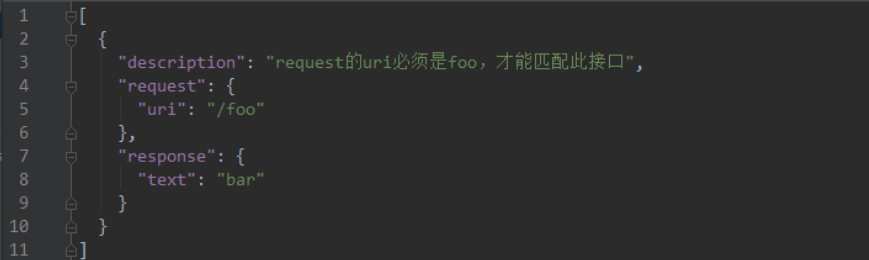 1 [
2   {
3     "description": "request的uri必须是foo，才能匹配此接口",
4     "request": {
5       "uri": "/foo"
6     },
7     "response": {
8       "text": "bar"
9     }
10   }
11 ]